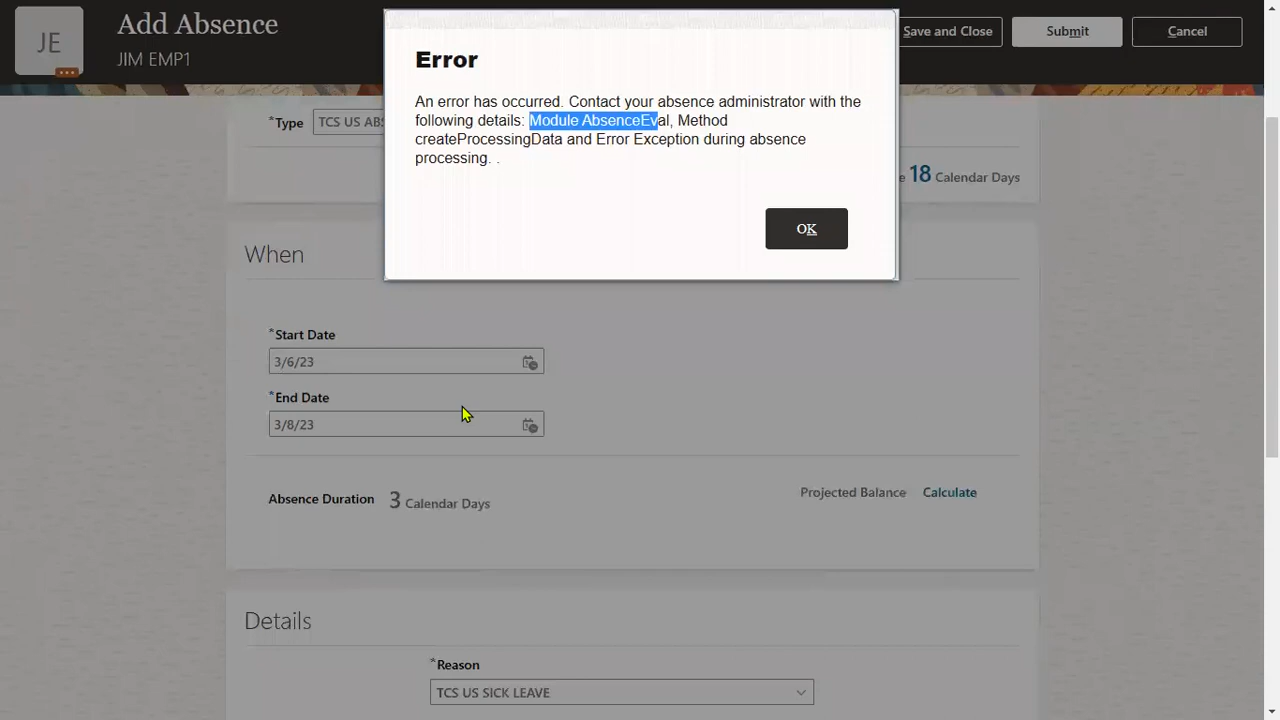 JE
Add Absence
JIM EMP1
Save and Close
Submit
Cancel
Error
An error has occurred. Contact your absence administrator with the
following details: Module AbsenceEval, Method
createProcessingData and Error Exception during absence
processing. .
OK
*Type
TCS US ABS
18 Calendar Days
When
*Start Date
3/6/23
*End Date
3/8/23
Absence Duration 3 Calendar Days
Projected Balance Calculate
Details
*Reason
TCS US SICK LEAVE